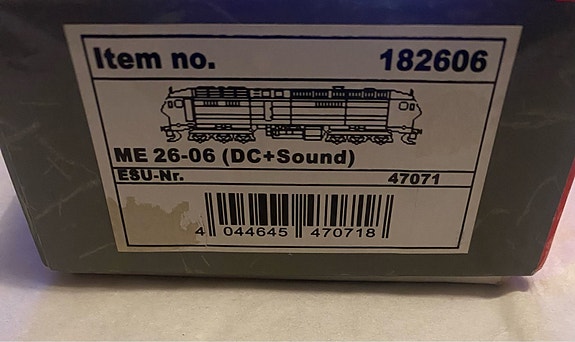 Item no. 182606
ME 26-06 (DC+Sound)
ESU-Nr. 47071
4 044645 470718